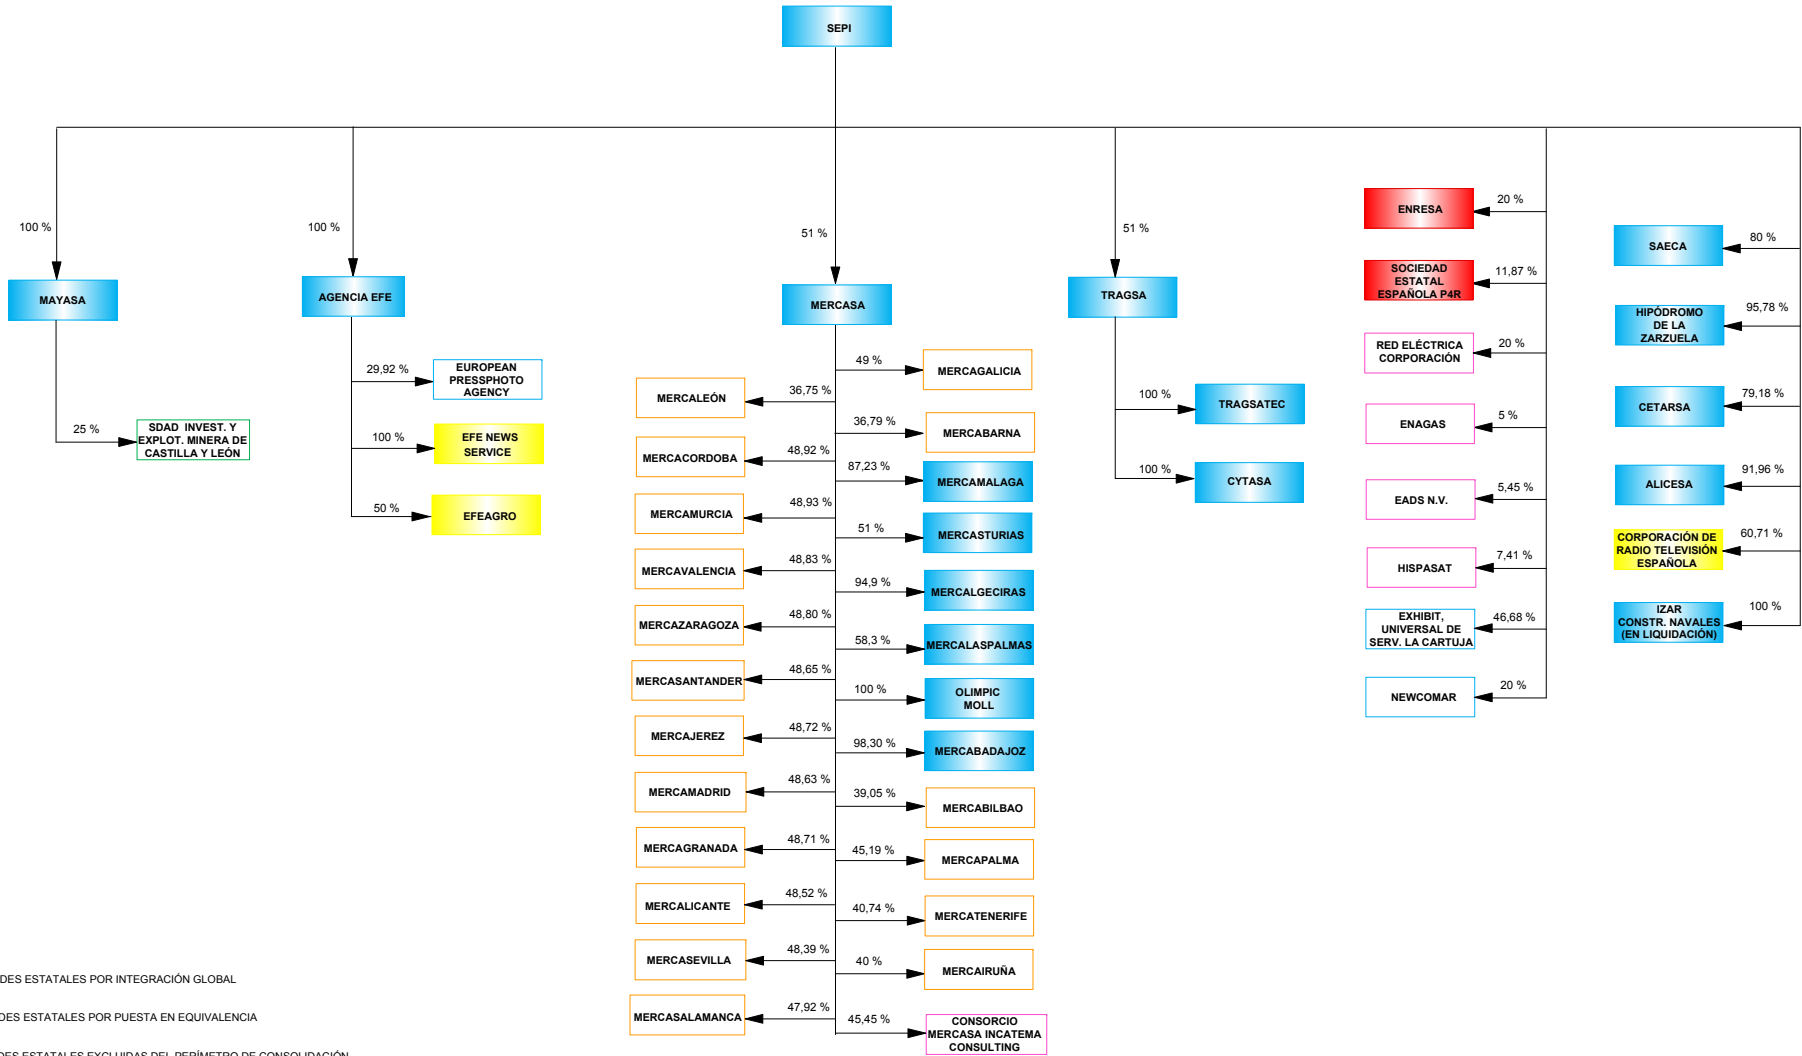 SEPI
100 %
MAYASA
25 %
SDAD INVEST. Y
EXPLOT. MINERA DE
CASTILLA Y LEÓN
100 %
AGENCIA EFE
29,92 %
EUROPEAN
PRESSPHOTO
AGENCY
100 %
EFE NEWS
SERVICE
50 %
EFEAGRO
51 %
MERCASA
49 %
MERCAGALICIA
MERCALEÓN
36,75 %
36,79 %
MERCABARNA
MERCACORDOBA
48,92 %
87,23 %
MERCAMALAGA
MERCAMURCIA
48,93 %
51 %
MERCASTURIAS
MERCAVALENCIA
48,83 %
94,9 %
MERCALGECIRAS
MERCAZARAGOZA
48,80 %
58,3 %
MERCALASPALMAS
MERCASANTANDER
48,65 %
100 %
OLIMPIC
MOLL
MERCAJEREZ
48,72 %
98,30 %
MERCABADAJOZ
MERCAMADRID
48,63 %
39,05 %
MERCABILBAO
MERCAGRANADA
48,71 %
45,19 %
MERCAPALMA
MERCALICANTE
48,52 %
40,74 %
MERCATENERIFE
MERCASEVILLA
48,39 %
40 %
MERCAIRUÑA
MERCASALAMANCA
47,92 %
45,45 %
CONSORCIO
MERCASA INCATEMA
CONSULTING
51 %
TRAGSA
100 %
TRAGSATEC
100 %
CYTASA
ENRESA
20 %
SOCIEDAD
ESTATAL
ESPAÑOLA P4R
11,87 %
RED ELÉCTRICA
CORPORACIÓN
20 %
ENAGAS
5 %
EADS N.V.
5,45 %
HISPASAT
7,41 %
EXHIBIT,
UNIVERSAL DE
SERV. LA CARTUJA
46,68 %
NEWCOMAR
20 %
SAECA
80 %
HIPÓDROMO
DE LA
ZARZUELA
95,78 %
CETARSA
79,18 %
ALICESA
91,96 %
CORPORACIÓN DE
RADIO TELEVISIÓN
ESPAÑOLA
60,71 %
IZAR
CONSTR. NAVALES
(EN LIQUIDACIÓN)
100 %
DES ESTATALES POR INTEGRACIÓN GLOBAL
DES ESTATALES POR PUESTA EN EQUIVALENCIA
DES ESTATALES EXCLUIDAS DEL PERÍMETRO DE CONSOLIDACIÓN